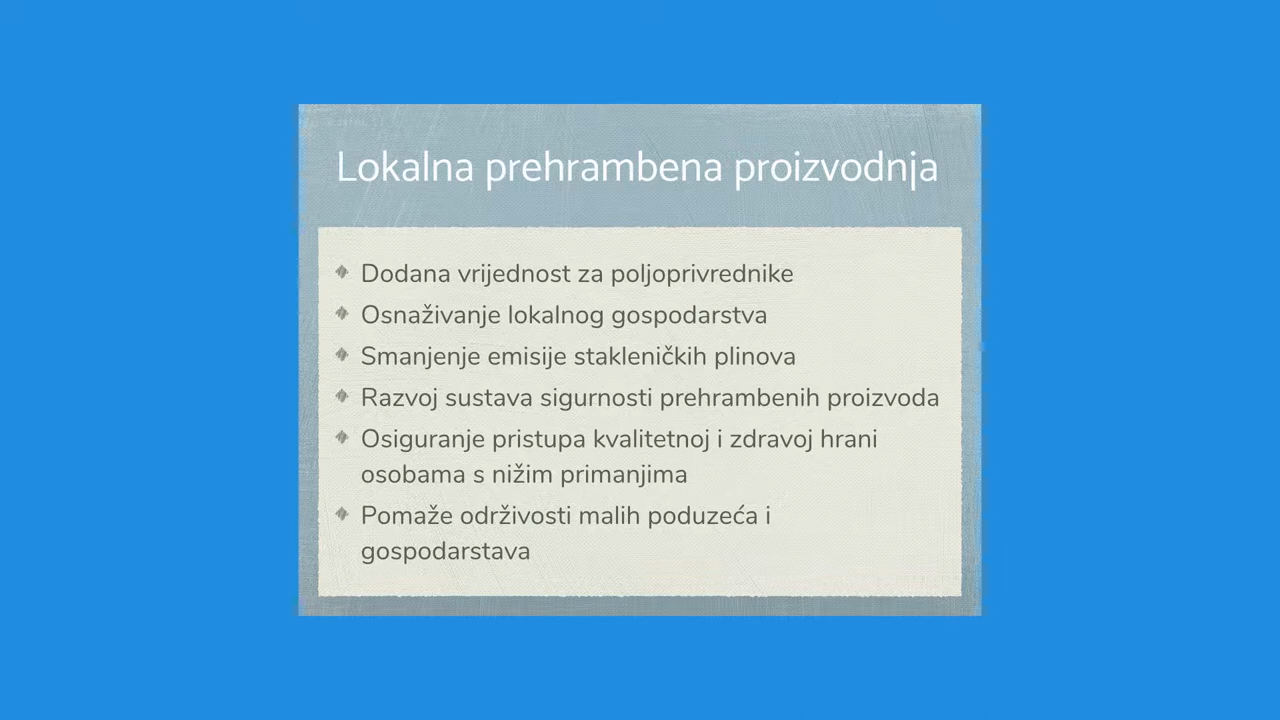 Lokalna prehrambena proizvodnja
Dodana vrijednost za poljoprivrednike
Osnaživanje lokalnog gospodarstva
Smanjenje emisije stakleničkih plinova
Razvoj sustava sigurnosti prehrambenih proizvoda
Osiguranje pristupa kvalitetnoj i zdravoj hrani
osobama s nižim primanjima
Pomaže održivosti malih poduzeća i
gospodarstava